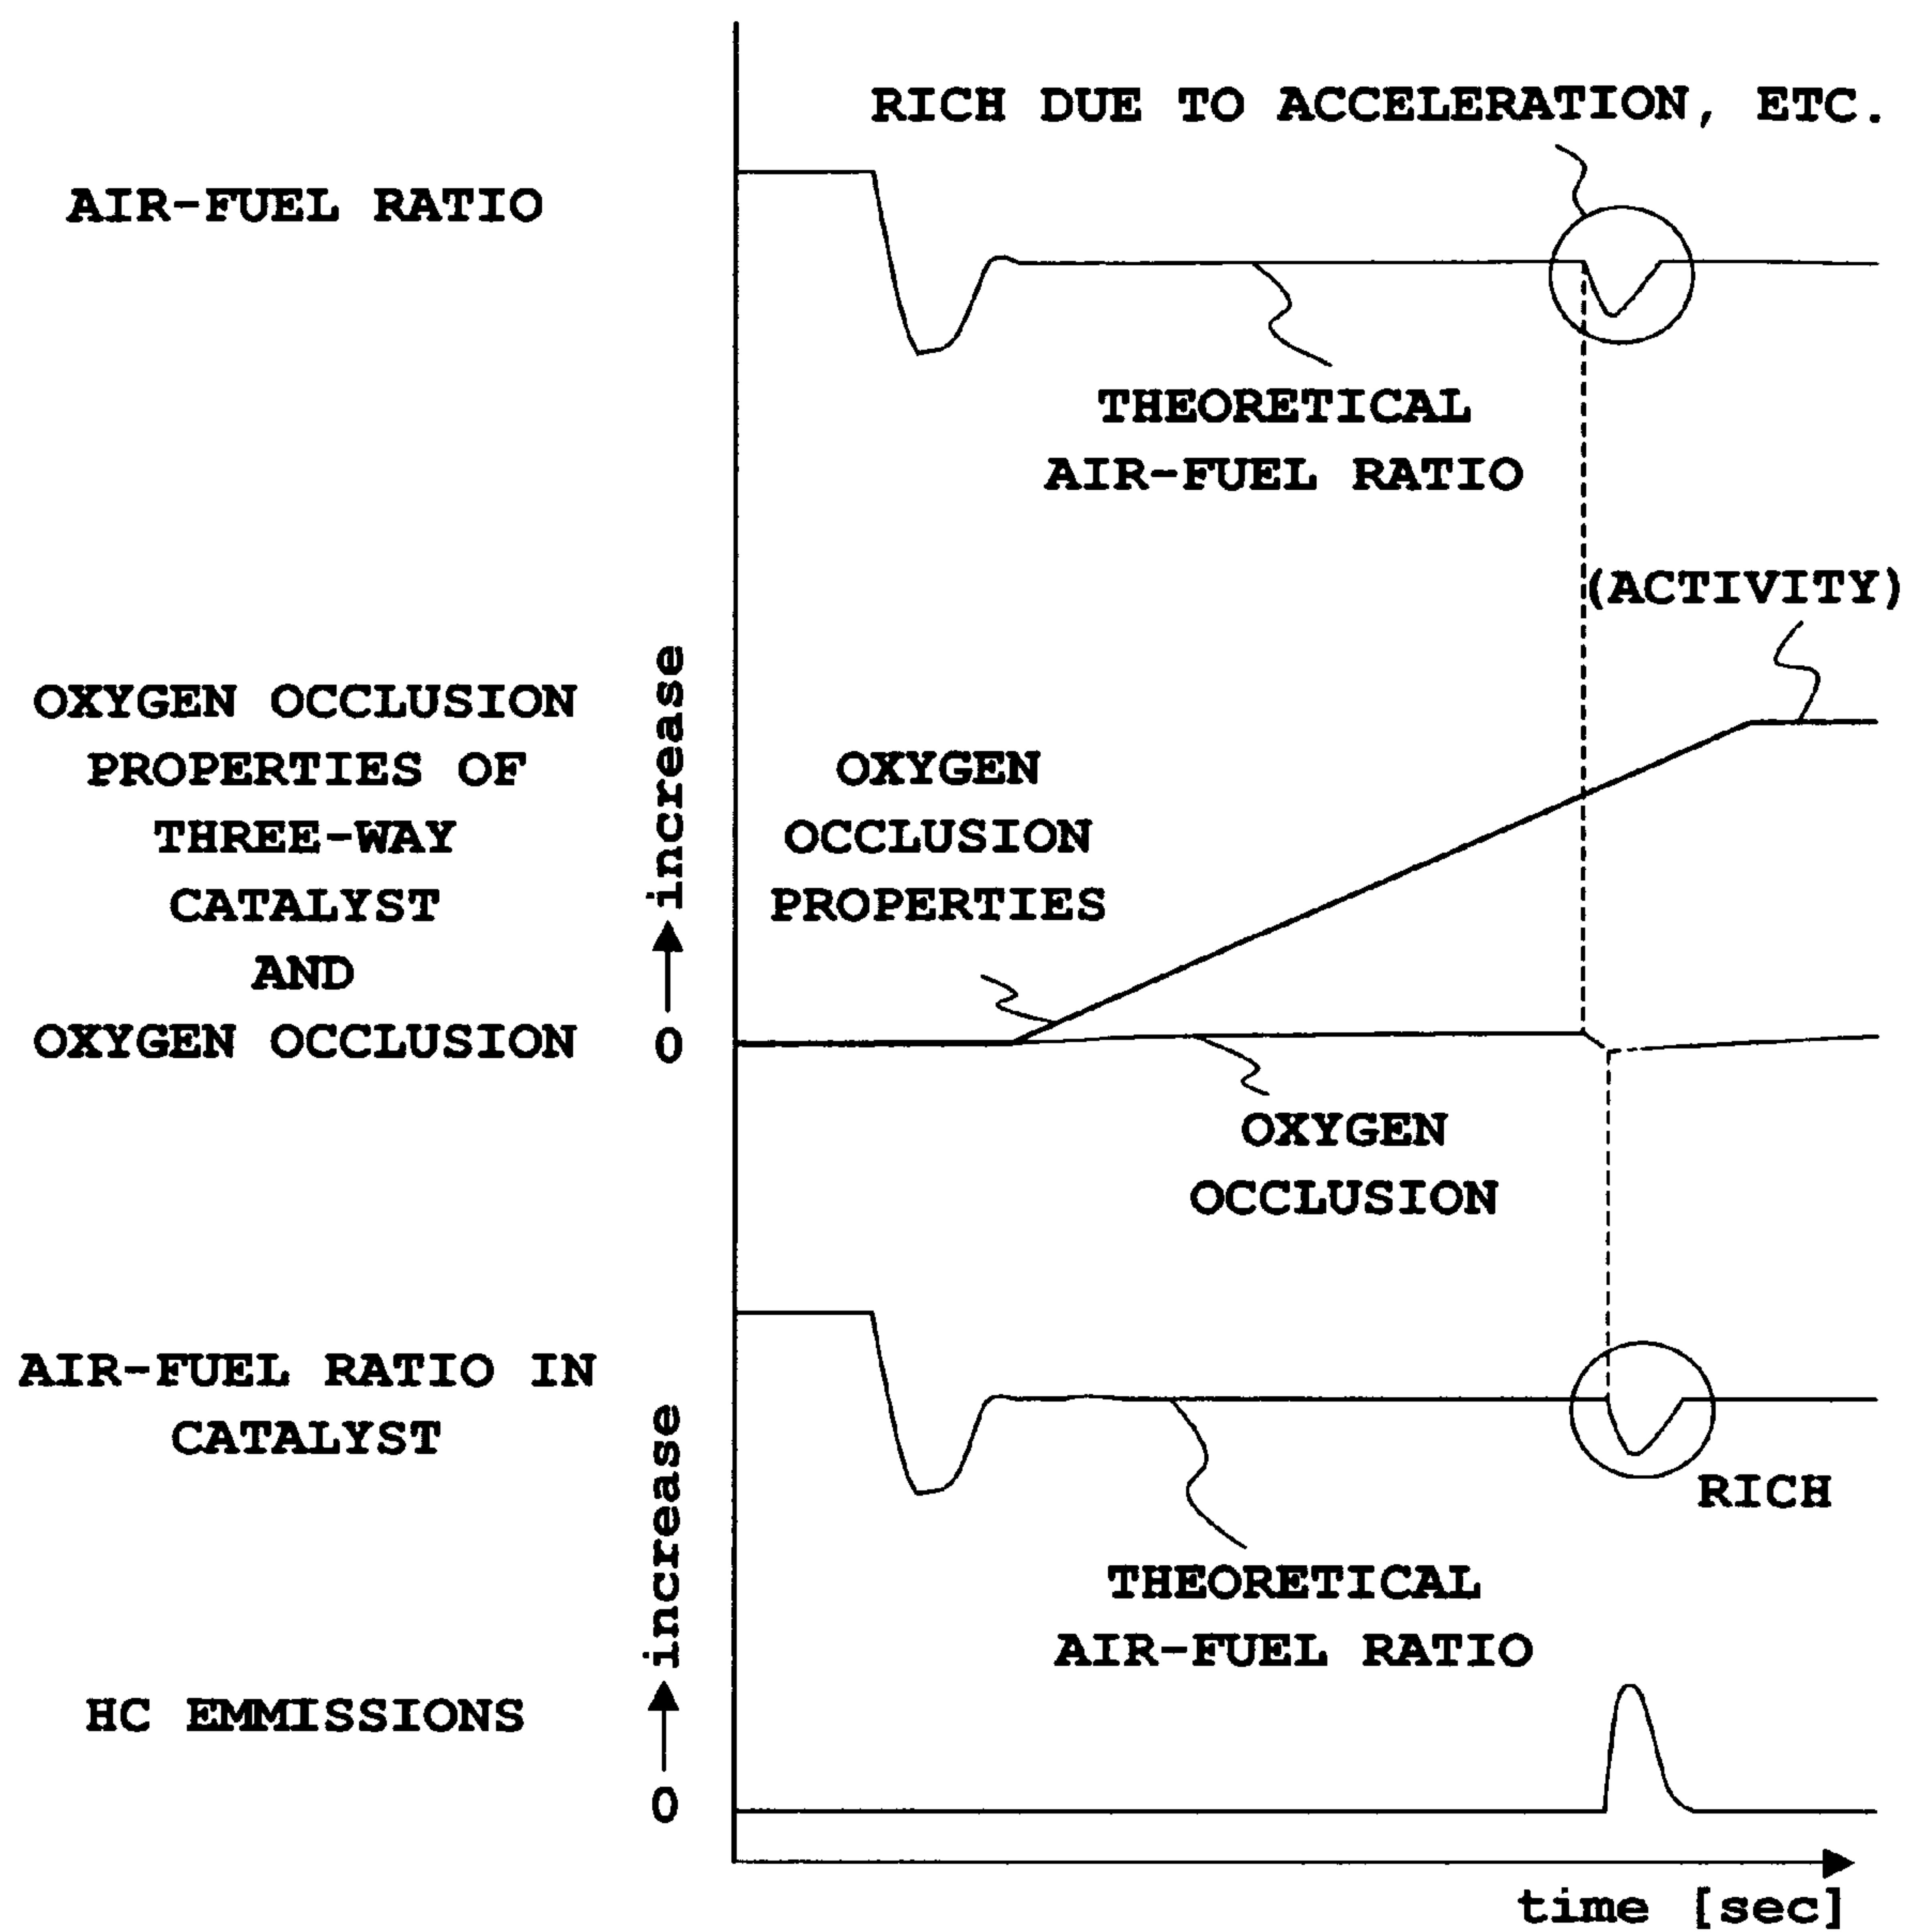 RICH DUE TO ACCELERATION, ETC.
AIR-FUEL RATIO
THEORETICAL
AIR-FUEL RATIO
(ACTIVITY)
OXYGEN OCCLUSION
PROPERTIES OF
THREE-WAY
CATALYST
AND
OXYGEN OCCLUSION
increase
0
OXYGEN
OCCLUSION
PROPERTIES
OXYGEN
OCCLUSION
AIR-FUEL RATIO IN
CATALYST
RICH
THEORETICAL
AIR-FUEL RATIO
HC EMMISSIONS
increase
0
time [sec]